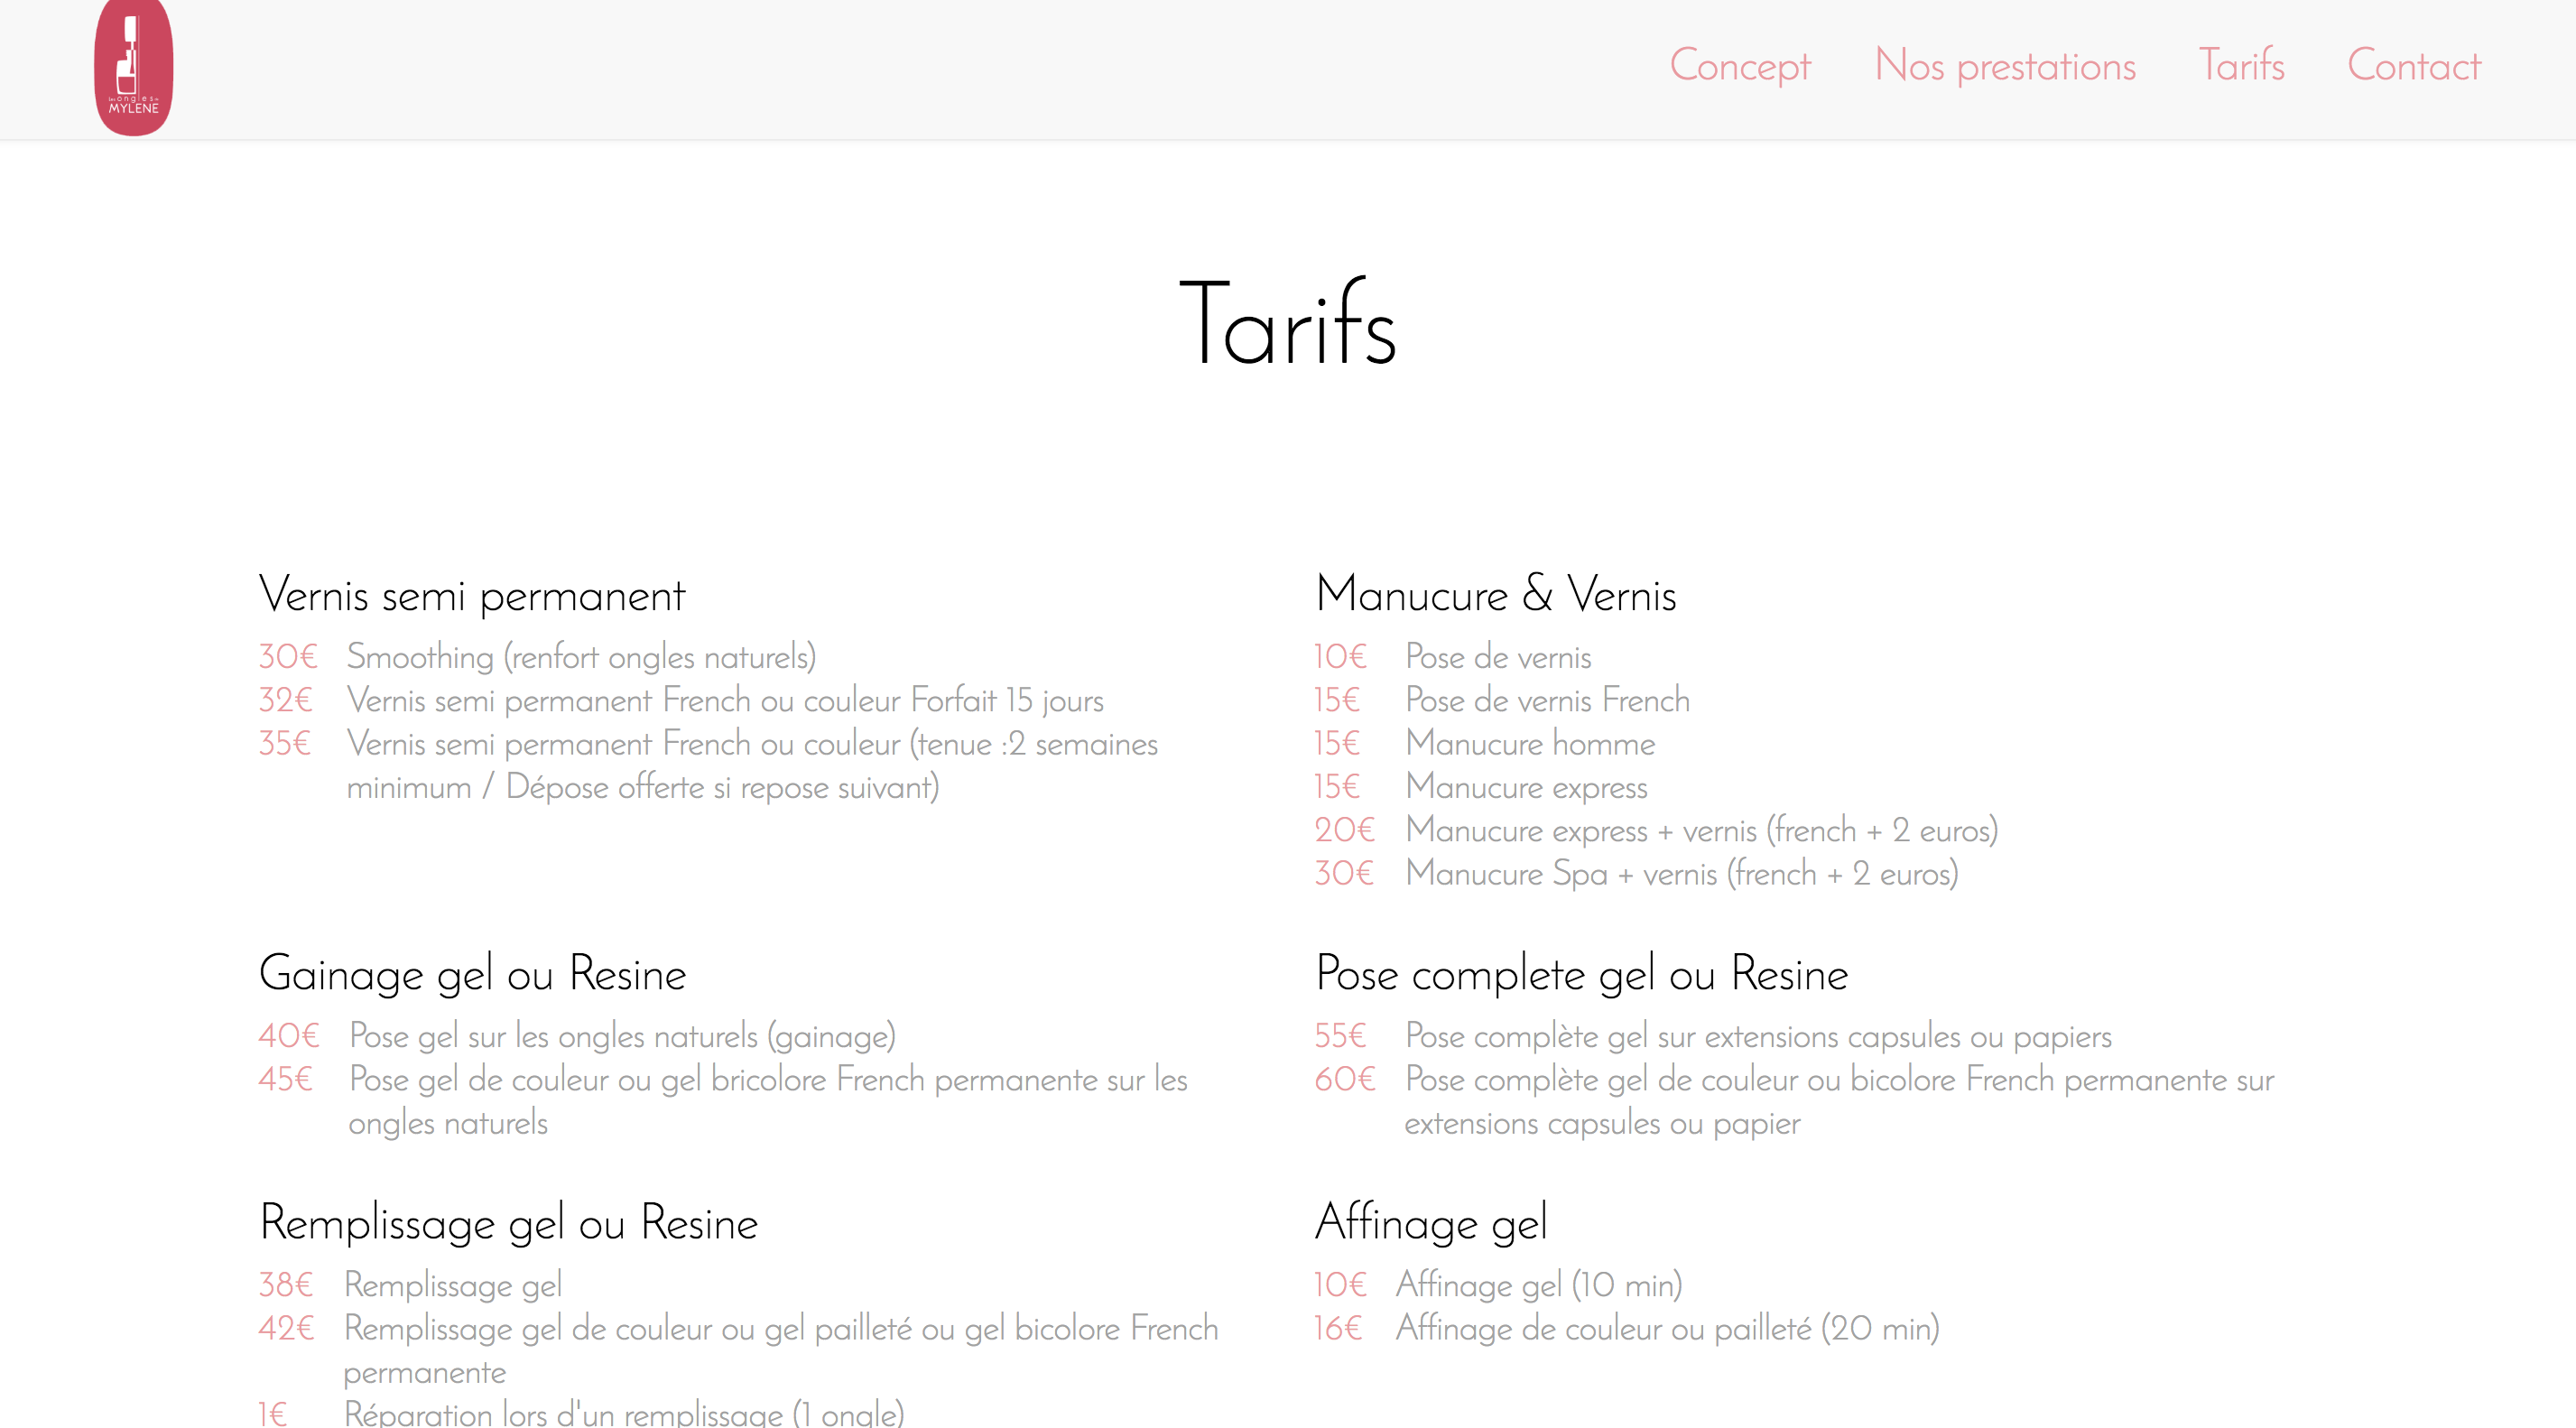 les ongles de
MYLENE
Concept Nos prestations Tarifs Contact
Tarifs
Vernis semi permanent
30€ Smoothing (renfort ongles naturels)
32€ Vernis semi permanent French ou couleur Forfait 15 jours
35€ Vernis semi permanent French ou couleur (tenue :2 semaines
minimum / Dépose offerte si repose suivant)
Manucure & Vernis
10€ Pose de vernis
15€ Pose de vernis French
15€ Manucure homme
15€ Manucure express
20€ Manucure express + vernis (french + 2 euros)
30€ Manucure Spa + vernis (french + 2 euros)
Gainage gel ou Resine
40€ Pose gel sur les ongles naturels (gainage)
45€ Pose gel de couleur ou gel bricolore French permanente sur les
ongles naturels
Pose complete gel ou Resine
55€ Pose complète gel sur extensions capsules ou papiers
60€ Pose complète gel de couleur ou bicolore French permanente sur
extensions capsules ou papier
Remplissage gel ou Resine
38€ Remplissage gel
42€ Remplissage gel de couleur ou gel pailleté ou gel bicolore French
permanente
1€ Réparation lors d'un remplissage (1 ongle)
Affinage gel
10€ Affinage gel (10 min)
16€ Affinage de couleur ou pailleté (20 min)